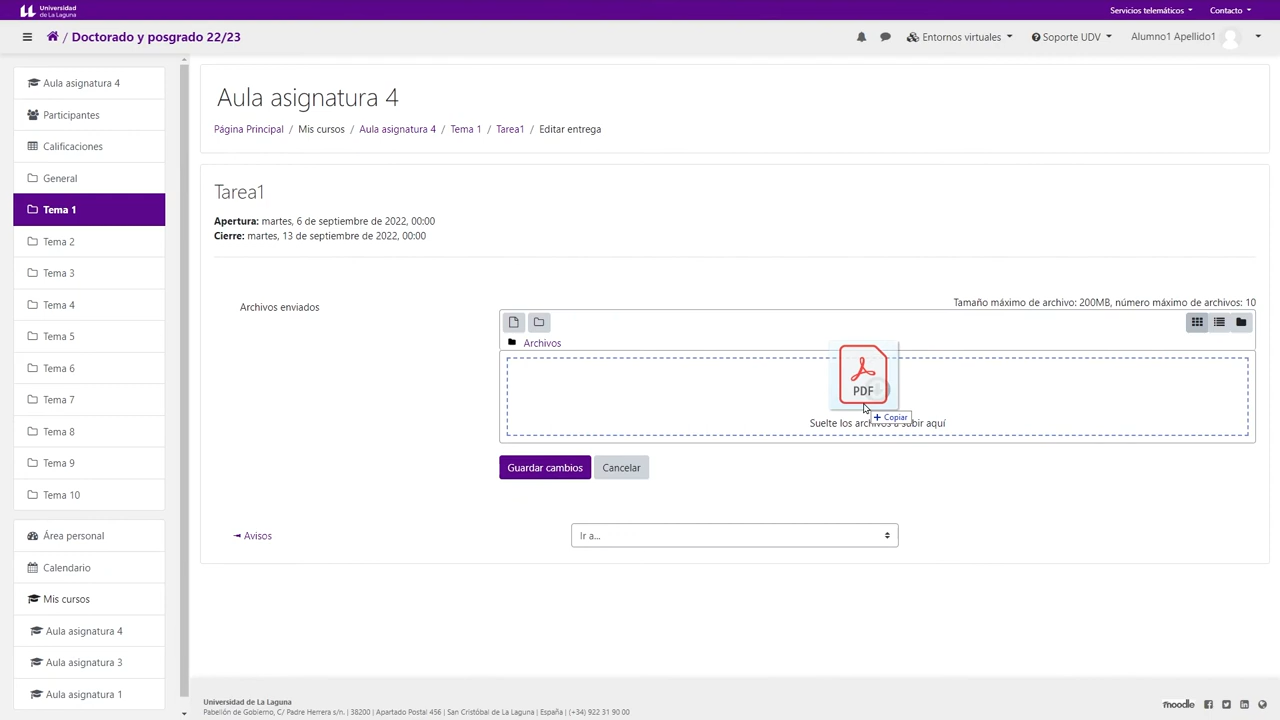 Universidad
de La Laguna
Servicios telemáticos
Contacto
/ Doctorado y posgrado 22/23
Entornos virtuales
Soporte UDV
Alumno1 Apellido1
Aula asignatura 4
Participantes
Calificaciones
General
Tema 1
Tema 2
Tema 3
Tema 4
Tema 5
Tema 6
Tema 7
Tema 8
Tema 9
Tema 10
Área personal
Calendario
Mis cursos
Aula asignatura 4
Aula asignatura 3
Aula asignatura 1
Aula asignatura 4
Página Principal / Mis cursos / Aula asignatura 4 / Tema 1 / Tarea1 / Editar entrega
Tarea1
Apertura: martes, 6 de septiembre de 2022, 00:00
Cierre: martes, 13 de septiembre de 2022, 00:00
Archivos enviados
Tamaño máximo de archivo: 200MB, número máximo de archivos: 10
Archivos
PDF
+ Copiar
Suelte los archivos a subir aquí
Guardar cambios
Cancelar
Avisos
Ir a...
Universidad de La Laguna
Pabellón de Gobierno, C/ Padre Herrera s/n. | 38200 | Apartado Postal 456 | San Cristóbal de La Laguna | España | (+34) 922 31 90 00
moodle